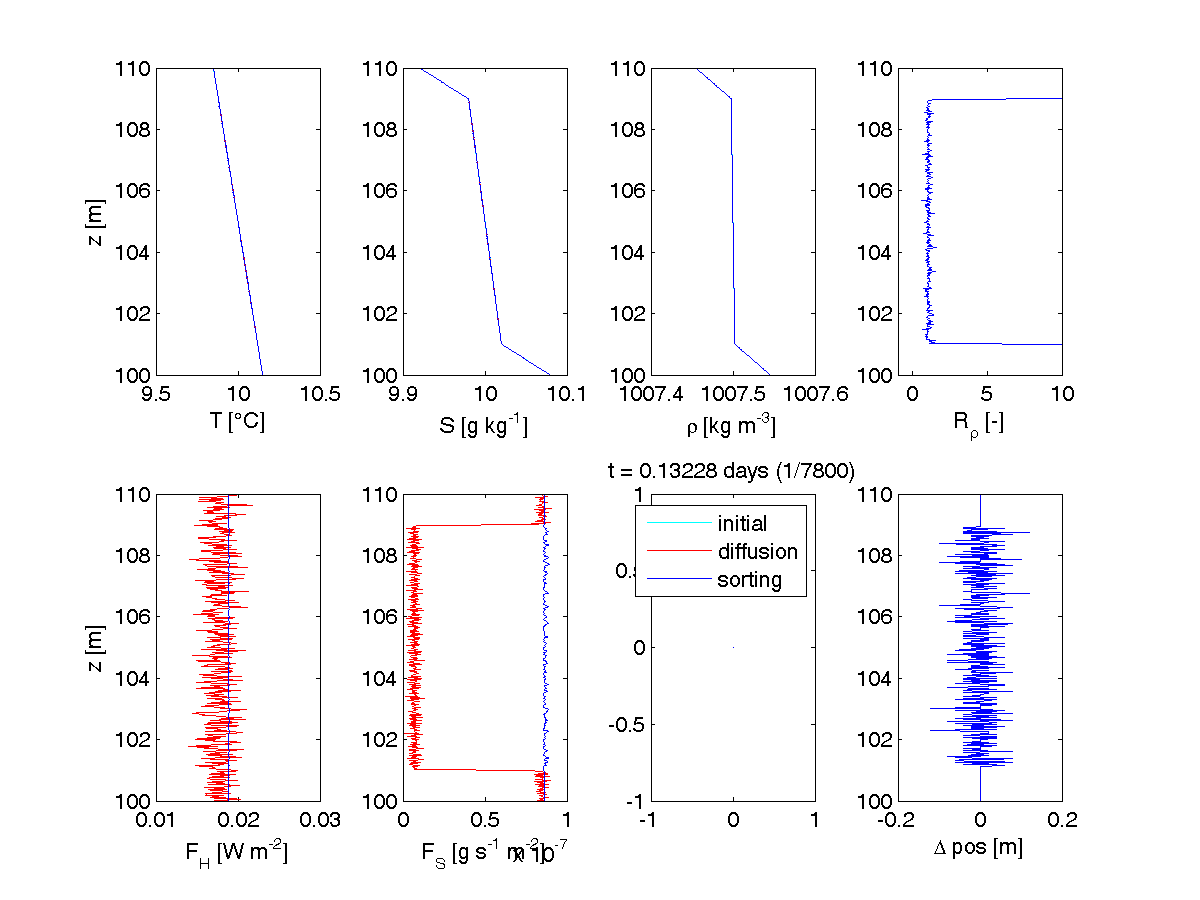 110
108
106
104
102
100
9.5 10 10.5
T [°C]
z [m]
110
108
106
104
102
100
9.9 10 10.1
S [g kg-1]
110
108
106
104
102
100
1007.4 1007.5 1007.6
ρ [kg m-3]
110
108
106
104
102
100
0 5 10
Rρ [-]
110
108
106
104
102
100
0.01 0.02 0.03
FH [W m-2]
z [m]
110
108
106
104
102
100
0 0.5 1
FS [g s-1 m-2]
x 10-7
t = 0.13228 days (1/7800)
1
0.5
0
-0.5
-1
-1 0 1
initial
diffusion
sorting
110
108
106
104
102
100
-0.2 0 0.2
Δ pos [m]